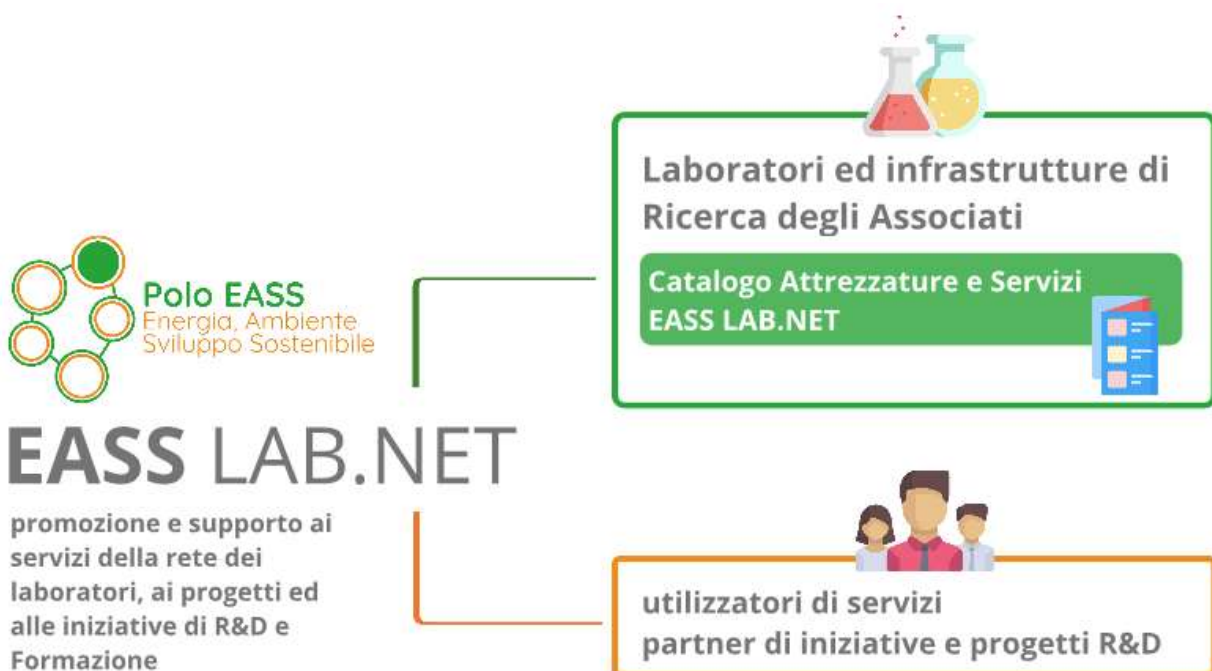 Polo EASS
Energia, Ambiente
Sviluppo Sostenibile
EASS LAB.NET
promozione e supporto ai
servizi della rete dei
laboratori, ai progetti ed
alle iniziative di R&D e
Formazione
Laboratori ed infrastrutture di
Ricerca degli Associati
Catalogo Attrezzature e Servizi
EASS LAB.NET
utilizzatori di servizi
partner di iniziative e progetti R&D